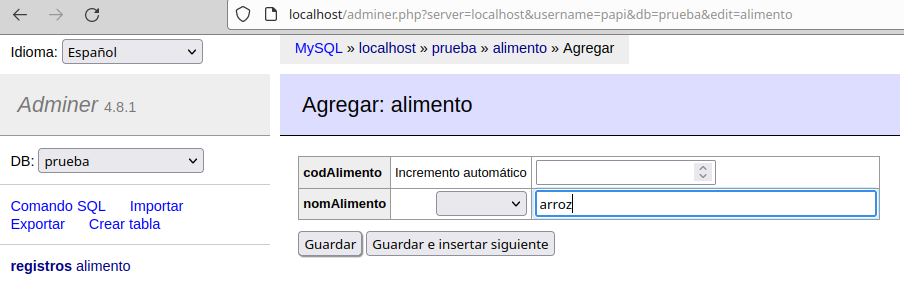 localhost/adminer.php?server=localhost&username=papi&db=prueba&edit=alimento
Idioma: Español
MySQL » localhost » prueba » alimento » Agregar
Adminer 4.8.1
Agregar: alimento
DB: prueba
codAlimento Incremento automático
nomAlimento arroz
Comando SQL Importar
Exportar Crear tabla
Guardar Guardar e insertar siguiente
registros alimento